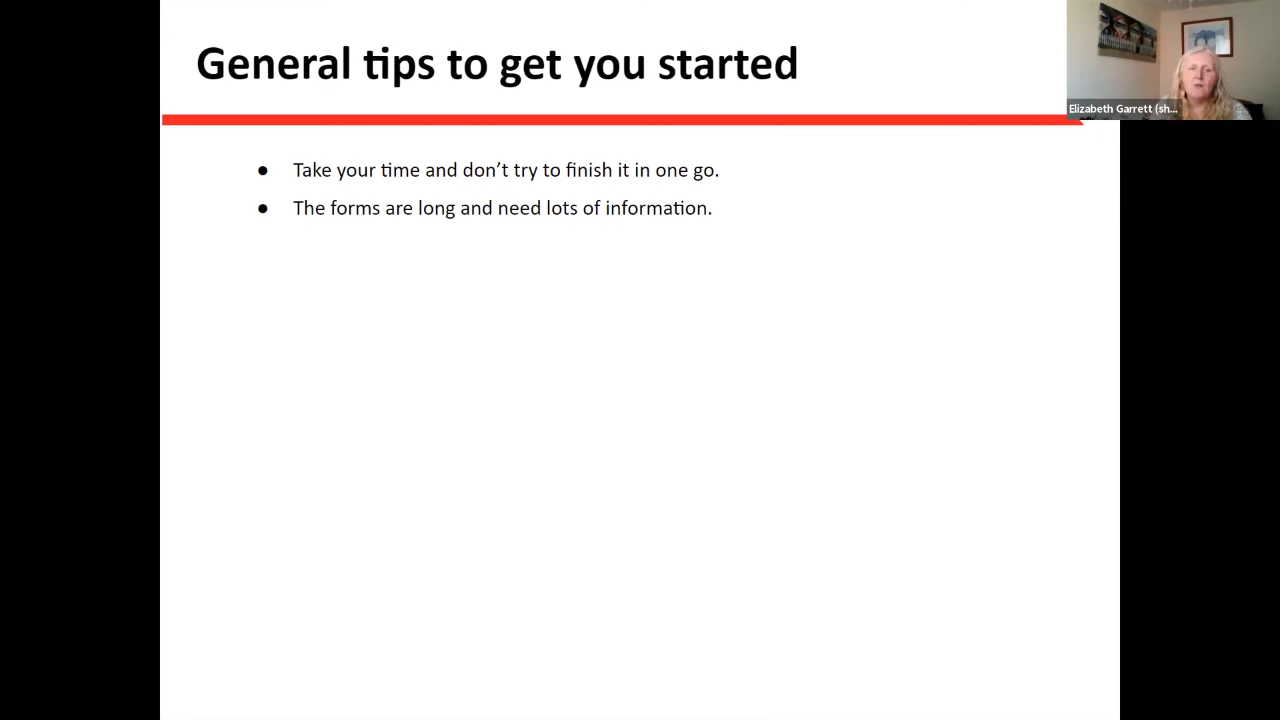 General tips to get you started
Elizabeth Garrett (sh...
● Take your time and don’t try to finish it in one go.
● The forms are long and need lots of information.